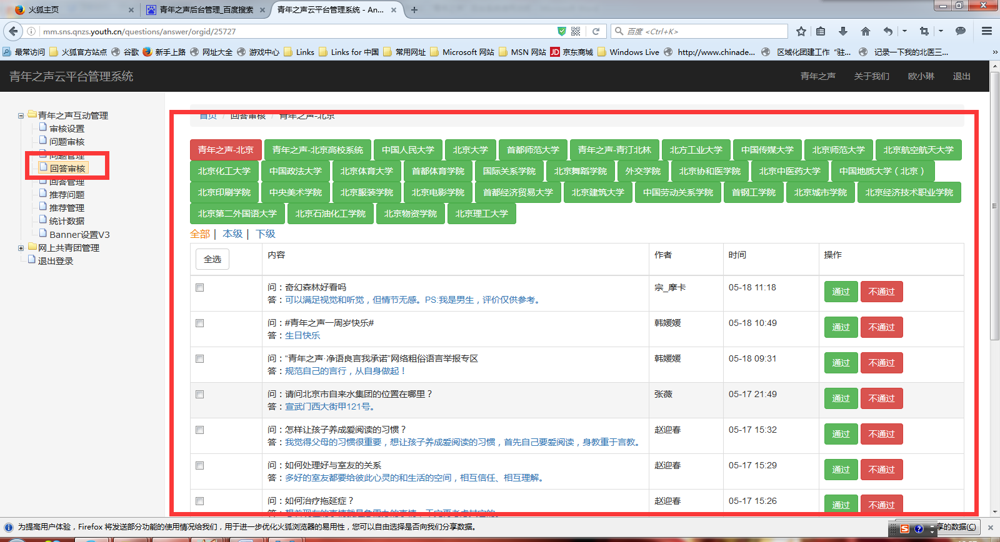 火狐主页
青年之声后台管理_百度搜索
青年之声云平台管理系统 - An...
mm.sns.qnzs.youth.cn/questions/answer/orgid/25727
百度 <Ctrl+K>
最常访问 火狐官方站点 谷歌 新手上路 网址大全 游戏中心 Links Links for 中国 常用网址 Microsoft 网站 MSN 网站 JD 京东商城 Windows Live http://www.chinade... 区域化团建工作“驻... 记录一下我的北医三...
青年之声云平台管理系统
青年之声 关于我们 欧小琳 退出
青年之声互动管理
审核设置
问题审核
问题管理
回答审核
回答管理
推荐问题
推荐管理
统计数据
Banner设置V3
网上共青团管理
退出登录
首页 / 回答审核 / 青年之声-北京
青年之声-北京 青年之声-北京高校系统 中国人民大学 北京大学 首都师范大学 青年之声-青汀北林 北方工业大学 中国传媒大学 北京师范大学 北京航空航天大学
北京化工大学 中国政法大学 北京体育大学 首都体育学院 国际关系学院 北京舞蹈学院 外交学院 北京协和医学院 北京中医药大学 中国地质大学（北京）
北京印刷学院 中央美术学院 北京服装学院 北京电影学院 首都经济贸易大学 北京建筑大学 中国劳动关系学院 首钢工学院 北京城市学院 北京经济技术职业学院
北京第二外国语大学 北京石油化工学院 北京物资学院 北京理工大学
全部 | 本级 | 下级
全选 内容 作者 时间 操作
问：奇幻森林好看吗 宗_摩卡 05-18 11:18 通过 不通过
答：可以满足视觉和听觉，但情节无感。PS:我是男生，评价仅供参考。
问：#青年之声一周岁快乐# 韩媛媛 05-18 10:49 通过 不通过
答：生日快乐
问：“青年之声·净语良言我承诺”网络粗俗语言举报专区 韩媛媛 05-18 09:31 通过 不通过
答：规范自己的言行，从自身做起！
问：请问北京市自来水集团的位置在哪里？ 张薇 05-17 21:49 通过 不通过
答：宣武门西大街甲121号。
问：怎样让孩子养成爱阅读的习惯？ 赵迎春 05-17 15:32 通过 不通过
答：我觉得父母的习惯很重要，想让孩子养成爱阅读的习惯，首先自己要爱阅读，身教重于言教。
问：如何处理好与室友的关系 赵迎春 05-17 15:29 通过 不通过
答：多好的室友都要给彼此心灵的和生活的空间，相互信任、相互理解。
问：如何治疗拖延症？ 赵迎春 05-17 15:26 通过 不通过
为提高用户体验，Firefox 将发送部分功能的使用情况给我们，用于进一步优化火狐浏览器的易用性，您可以自由选择是否向我们分享数据。
享的数据(C)